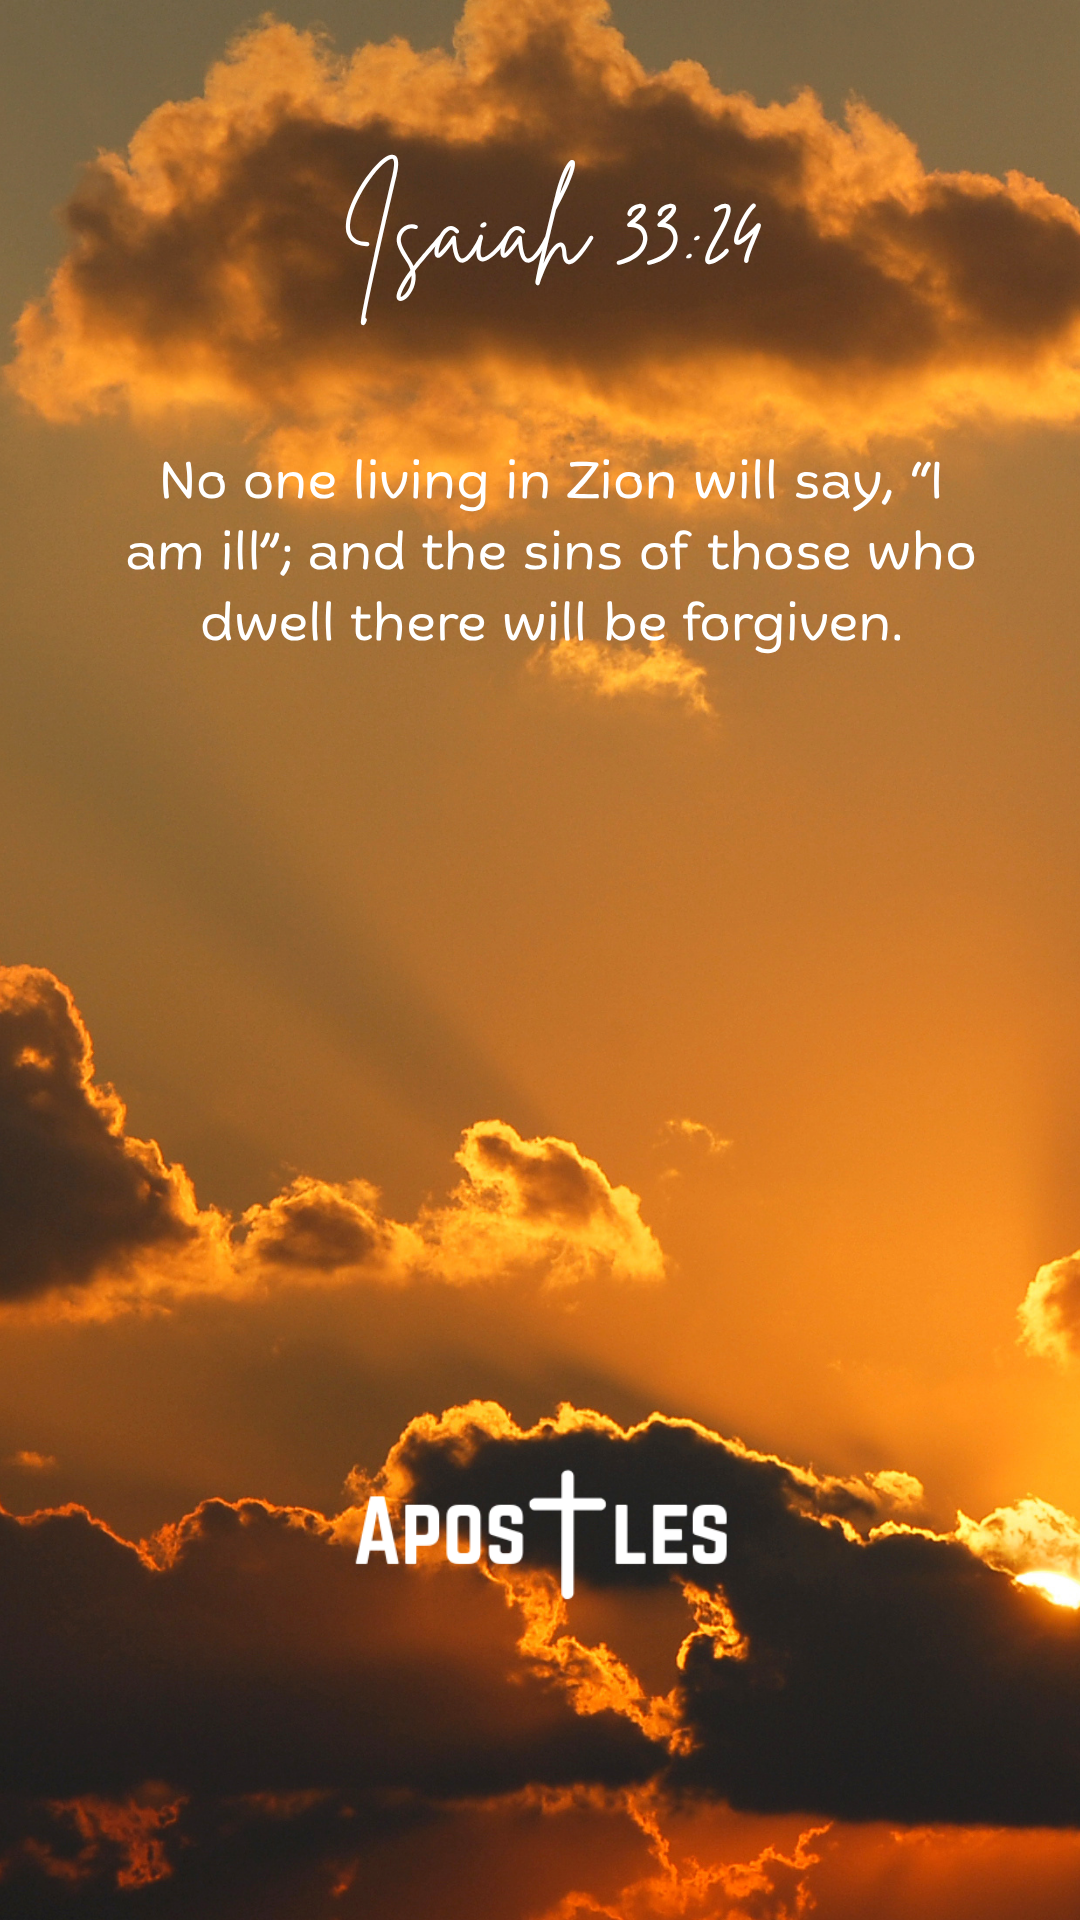 Isaiah 33:24
No one living in Zion will say, “I
am ill”; and the sins of those who
dwell there will be forgiven.
APOSTLES